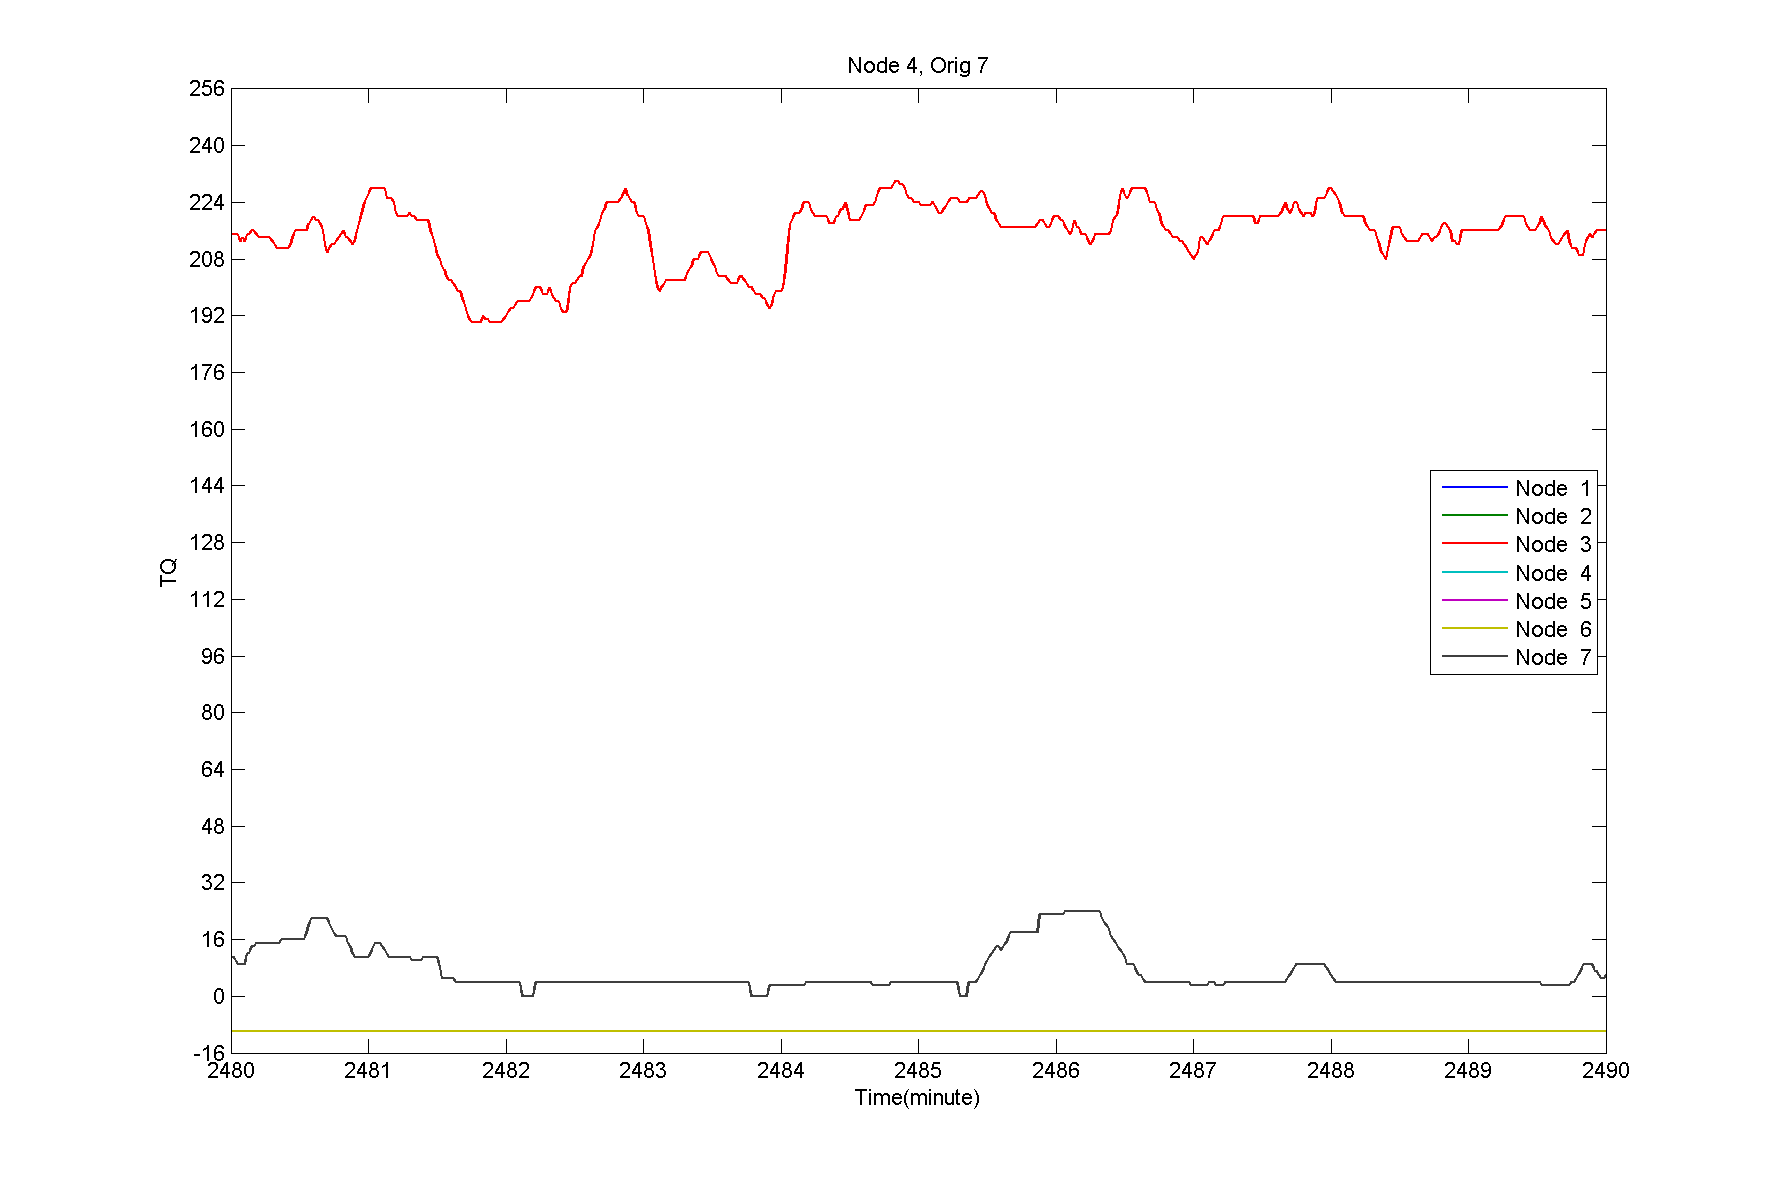 Node 4, Orig 7
256
240
224
208
192
176
160
144
128
112
96
80
64
48
32
16
0
-16
TQ
Node 1
Node 2
Node 3
Node 4
Node 5
Node 6
Node 7
2480 2481 2482 2483 2484 2485 2486 2487 2488 2489 2490
Time(minute)